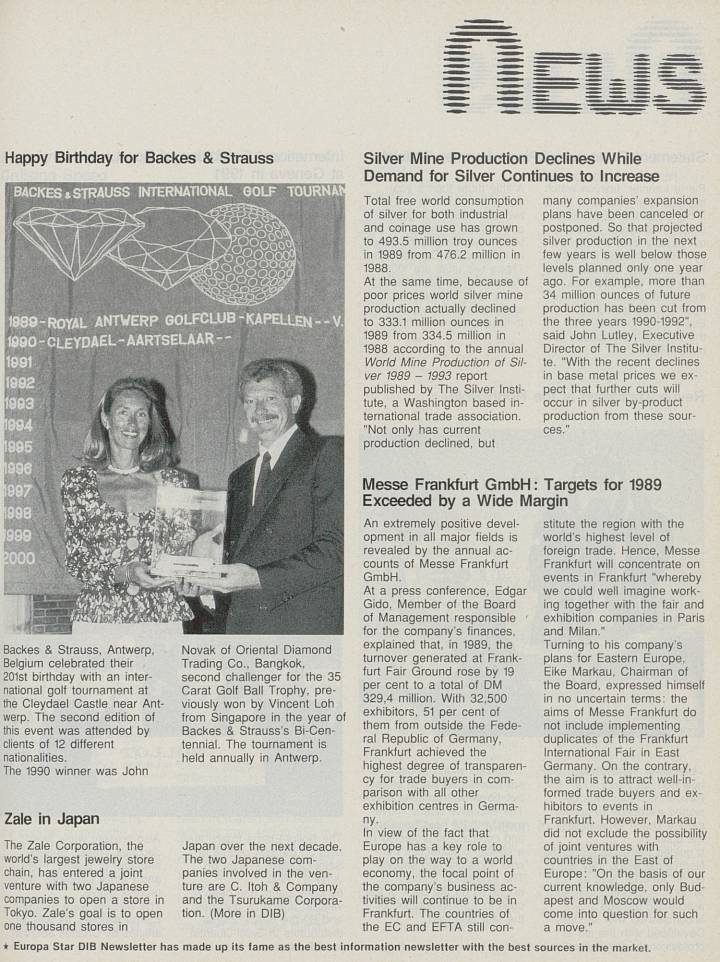 News
Happy Birthday for Backes & Strauss
BACKES & STRAUSS INTERNATIONAL GOLF TOURNAM
1989-ROYAL ANTWERP GOLFCLUB-KAPELLEN--V.
1990-CLEYDAEL-AARTSELAAR--
1991
1992
1993
1994
1995
1996
1997
1998
1999
2000
Backes & Strauss, Antwerp,
Belgium celebrated their
201st birthday with an inter-
national golf tournament at
the Cleydael Castle near Ant-
werp. The second edition of
this event was attended by
clients of 12 different
nationalities.
The 1990 winner was John
Novak of Oriental Diamond
Trading Co., Bangkok,
second challenger for the 35
Carat Golf Ball Trophy, pre-
viously won by Vincent Loh
from Singapore in the year of
Backes & Strauss's Bi-Cen-
tennial. The tournament is
held annually in Antwerp.
Zale in Japan
The Zale Corporation, the
world's largest jewelry store
chain, has entered a joint
venture with two Japanese
companies to open a store in
Tokyo. Zale's goal is to open
one thousand stores in
Japan over the next decade.
The two Japanese com-
panies involved in the ven-
ture are C. Itoh & Company
and the Tsurukame Corpora-
tion. (More in DIB)
Silver Mine Production Declines While
Demand for Silver Continues to Increase
Total free world consumption
of silver for both industrial
and coinage use has grown
to 493.5 million troy ounces
in 1989 from 476.2 million in
1988.
At the same time, because of
poor prices world silver mine
production actually declined
to 333.1 million ounces in
1989 from 334.5 million in
1988 according to the annual
World Mine Production of Sil-
ver 1989 – 1993 report
published by The Silver Insti-
tute, a Washington based in-
ternational trade association.
"Not only has current
production declined, but
many companies' expansion
plans have been canceled or
postponed. So that projected
silver production in the next
few years is well below those
levels planned only one year
ago. For example, more than
34 million ounces of future
production has been cut from
the three years 1990-1992",
said John Lutley, Executive
Director of The Silver Institu-
te. "With the recent declines
in base metal prices we ex-
pect that further cuts will
occur in silver by-product
production from these sour-
ces."
Messe Frankfurt GmbH: Targets for 1989
Exceeded by a Wide Margin
An extremely positive devel-
opment in all major fields is
revealed by the annual ac-
counts of Messe Frankfurt
GmbH.
At a press conference, Edgar
Gido, Member of the Board
of Management responsible
for the company's finances,
explained that, in 1989, the
turnover generated at Frank-
furt Fair Ground rose by 19
per cent to a total of DM
329,4 million. With 32,500
exhibitors, 51 per cent of
them from outside the Fede-
ral Republic of Germany,
Frankfurt achieved the
highest degree of transparen-
cy for trade buyers in com-
parison with all other
exhibition centres in Germa-
ny.
In view of the fact that
Europe has a key role to
play on the way to a world
economy, the focal point of
the company's business ac-
tivities will continue to be in
Frankfurt. The countries of
the EC and EFTA still con-
stitute the region with the
world's highest level of
foreign trade. Hence, Messe
Frankfurt will concentrate on
events in Frankfurt "whereby
we could well imagine work-
ing together with the fair and
exhibition companies in Paris
and Milan."
Turning to his company's
plans for Eastern Europe,
Eike Markau, Chairman of
the Board, expressed himself
in no uncertain terms: the
aims of Messe Frankfurt do
not include implementing
duplicates of the Frankfurt
International Fair in East
Germany. On the contrary,
the aim is to attract well-in-
formed trade buyers and ex-
hibitors to events in
Frankfurt. However, Markau
did not exclude the possibility
of joint ventures with
countries in the East of
Europe: "On the basis of our
current knowledge, only Bud-
apest and Moscow would
come into question for such
a move."
* Europa Star DIB Newsletter has made up its fame as the best information newsletter with the best sources in the market.